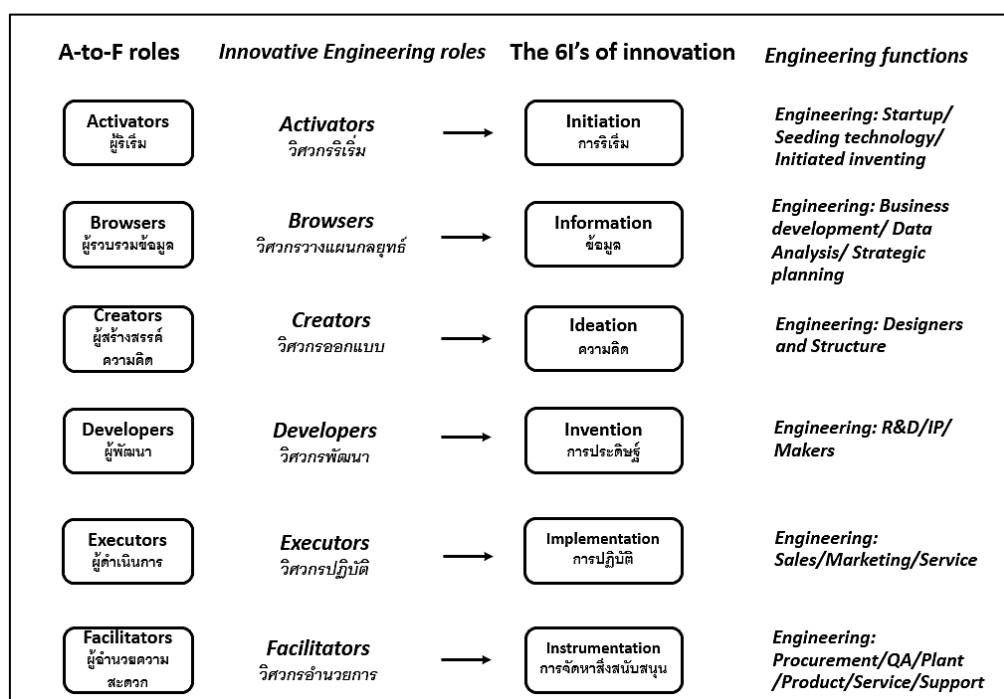 A-to-F roles
Innovative Engineering roles
The 6I's of innovation
Engineering functions
Activators
ผู้ริเริ่ม
Activators
วิศวกรริเริ่ม
Initiation
การริเริ่ม
Engineering: Startup/
Seeding technology/
Initiated inventing
Browsers
ผู้รวบรวมข้อมูล
Browsers
วิศวกรวางแผนกลยุทธ์
Information
ข้อมูล
Engineering: Business
development/ Data
Analysis/ Strategic
planning
Creators
ผู้สร้างสรรค์
ความคิด
Creators
วิศวกรออกแบบ
Ideation
ความคิด
Engineering: Designers
and Structure
Developers
ผู้พัฒนา
Developers
วิศวกรพัฒนา
Invention
การประดิษฐ์
Engineering: R&D/IP/
Makers
Executors
ผู้ดำเนินการ
Executors
วิศวกรปฏิบัติ
Implementation
การปฏิบัติ
Engineering:
Sales/Marketing/Service
Facilitators
ผู้อำนวยความ
สะดวก
Facilitators
วิศวกรอำนวยการ
Instrumentation
การจัดหาสิ่งสนับสนุน
Engineering:
Procurement/QA/Plant
/Product/Service/Support